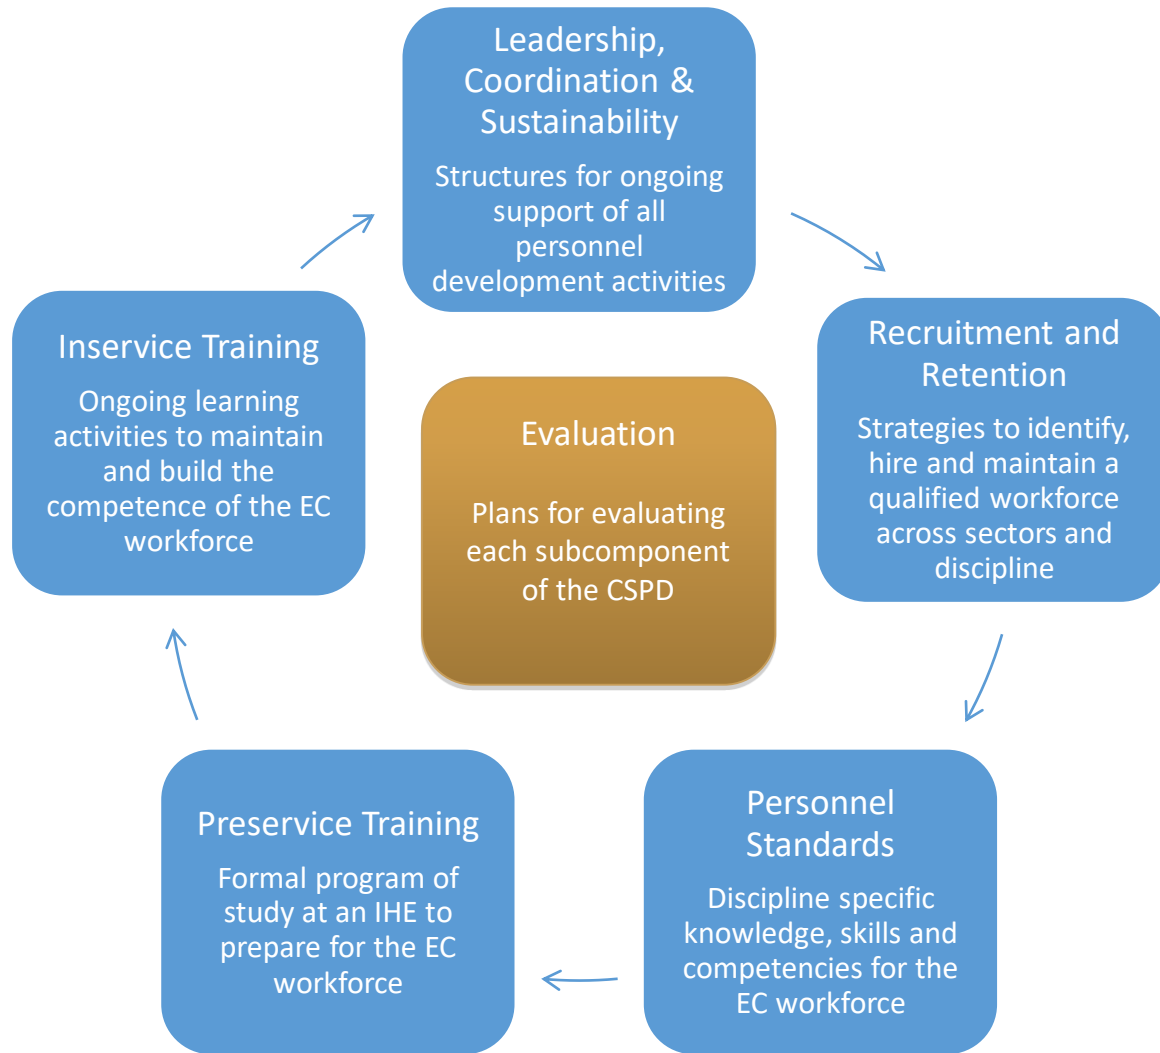 Leadership,
Coordination &
Sustainability
Structures for ongoing
support of all
personnel
development activities
Recruitment and
Retention
Strategies to identify,
hire and maintain a
qualified workforce
across sectors and
discipline
Personnel
Standards
Discipline specific
knowledge, skills and
competencies for the
EC workforce
Preservice Training
Formal program of
study at an IHE to
prepare for the EC
workforce
Inservice Training
Ongoing learning
activities to maintain
and build the
competence of the EC
workforce
Evaluation
Plans for evaluating
each subcomponent
of the CSPD